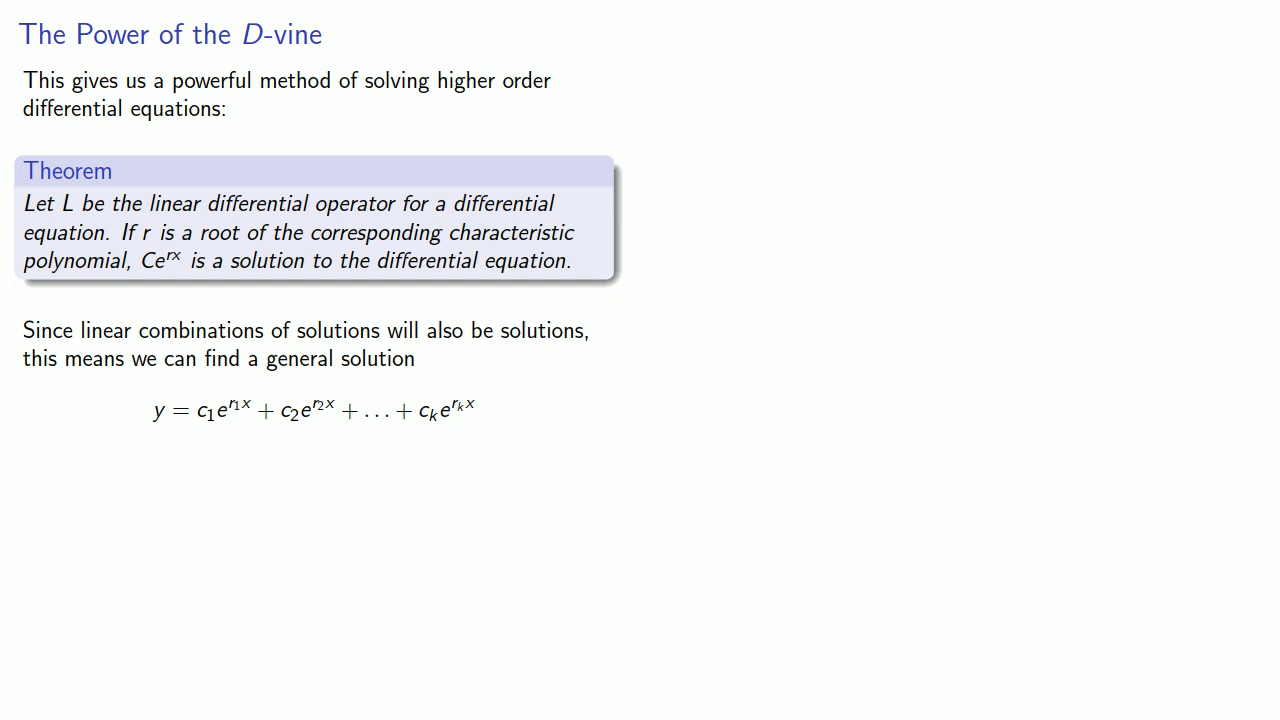 The Power of the D-vine
This gives us a powerful method of solving higher order
differential equations:
Theorem
Let L be the linear differential operator for a differential
equation. If r is a root of the corresponding characteristic
polynomial, Ce^{rx} is a solution to the differential equation.
Since linear combinations of solutions will also be solutions,
this means we can find a general solution
y = c_1e^{r_1x} + c_2e^{r_2x} + . . . + c_ke^{r_kx}